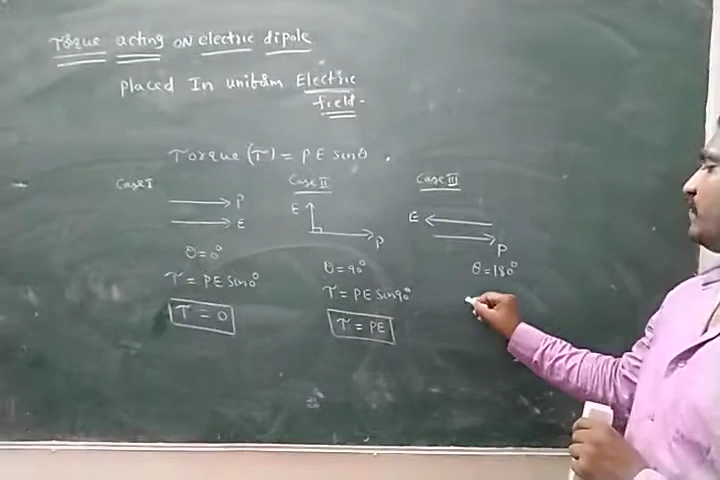 Torque acting on electric dipole
placed In uniform Electric
field.
Torque (τ) = PE sinθ .
Case I
P
E
θ = 0°
τ = PE sin0°
τ = 0
Case II
E
P
θ = 90°
τ = PE sin90°
τ = PE
Case III
E
P
θ = 180°